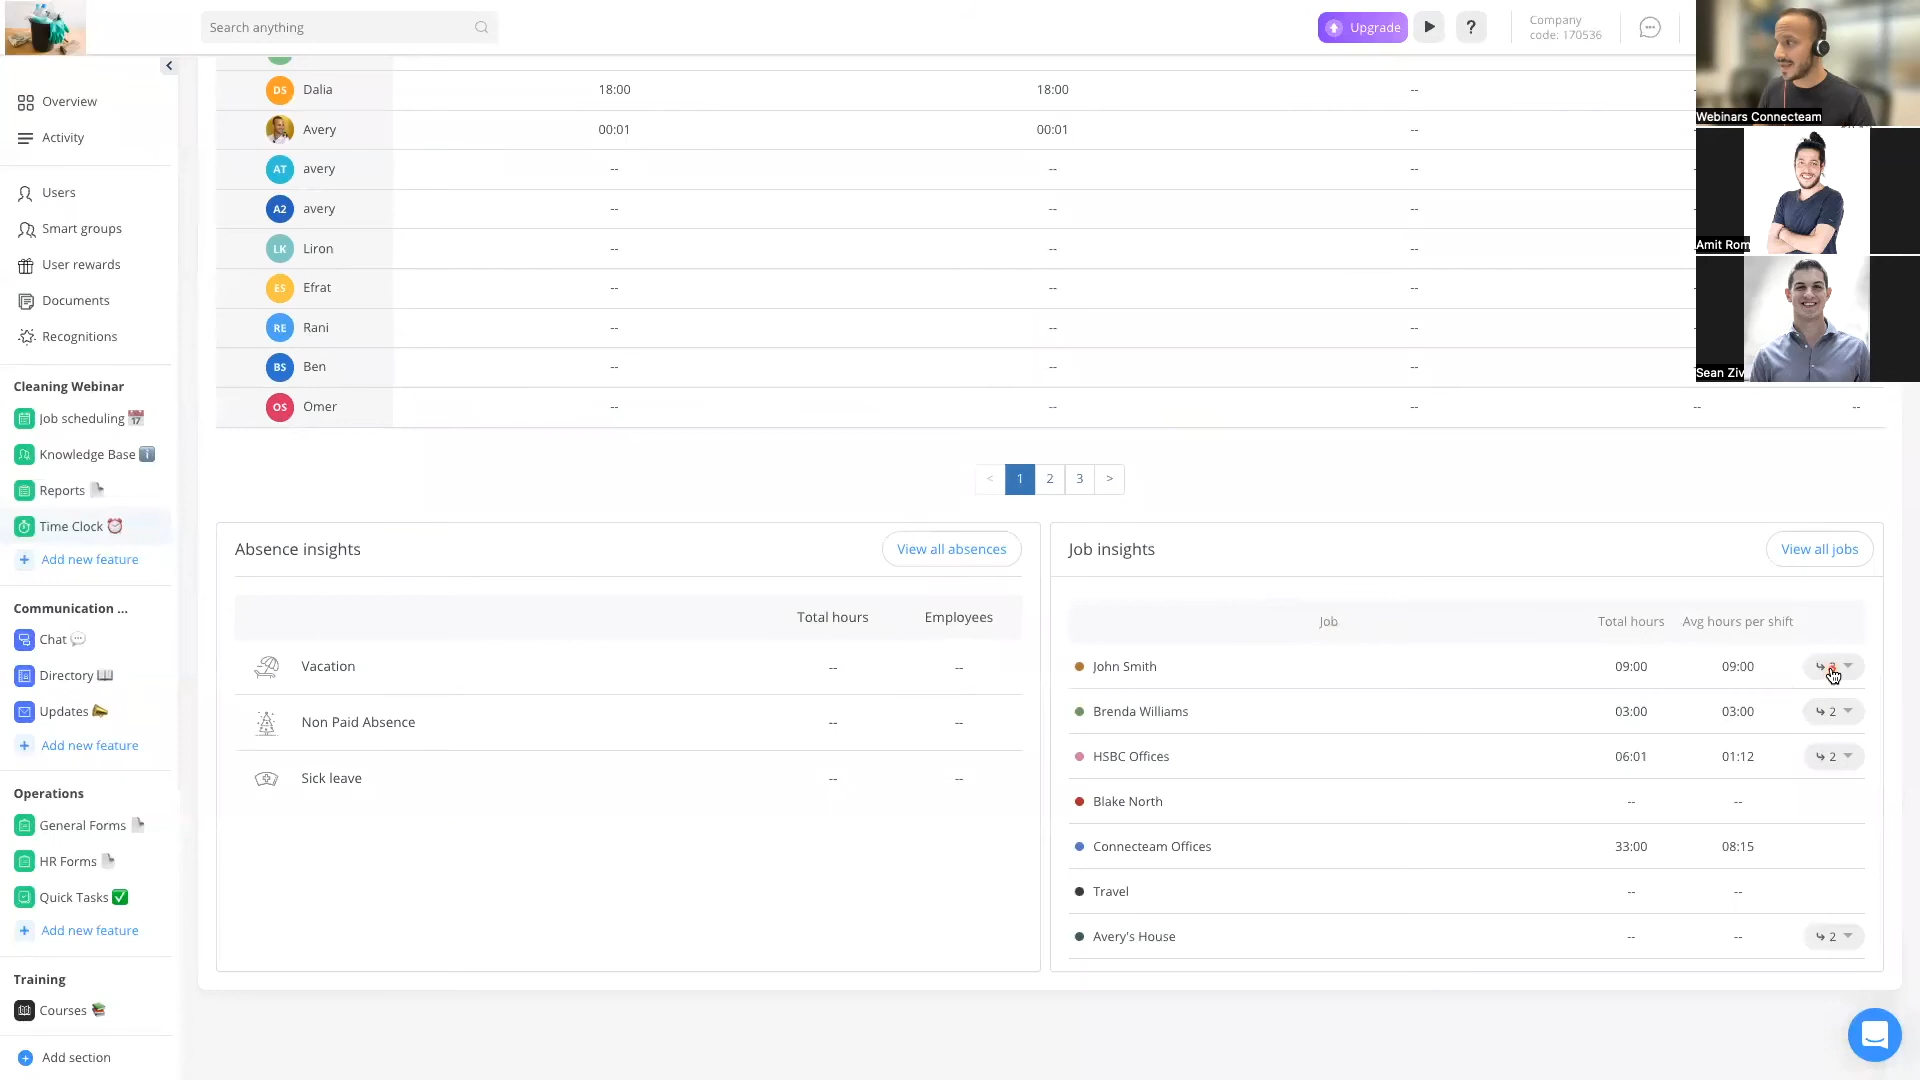 Search anything
Upgrade
?
Company
code: 170536
Webinars Connecteam
Amit Rom
Sean Ziv
Overview
Activity
Users
Smart groups
User rewards
Documents
Recognitions
Cleaning Webinar
Job scheduling
Knowledge Base
Reports
Time Clock
+ Add new feature
Communication ...
Chat
Directory
Updates
+ Add new feature
Operations
General Forms
HR Forms
Quick Tasks
+ Add new feature
Training
Courses
+ Add section
DS Dalia 18:00 18:00 --
Avery 00:01 00:01 --
AT avery -- -- --
A2 avery -- -- --
LK Liron -- -- --
ES Efrat -- -- --
RE Rani -- -- --
BS Ben -- -- --
OS Omer -- -- -- -- --
< 1 2 3 >
Absence insights
View all absences
Total hours Employees
Vacation -- --
Non Paid Absence -- --
Sick leave -- --
Job insights
View all jobs
Job Total hours Avg hours per shift
John Smith 09:00 09:00
Brenda Williams 03:00 03:00 2
HSBC Offices 06:01 01:12 2
Blake North -- --
Connecteam Offices 33:00 08:15
Travel -- --
Avery's House -- -- 2